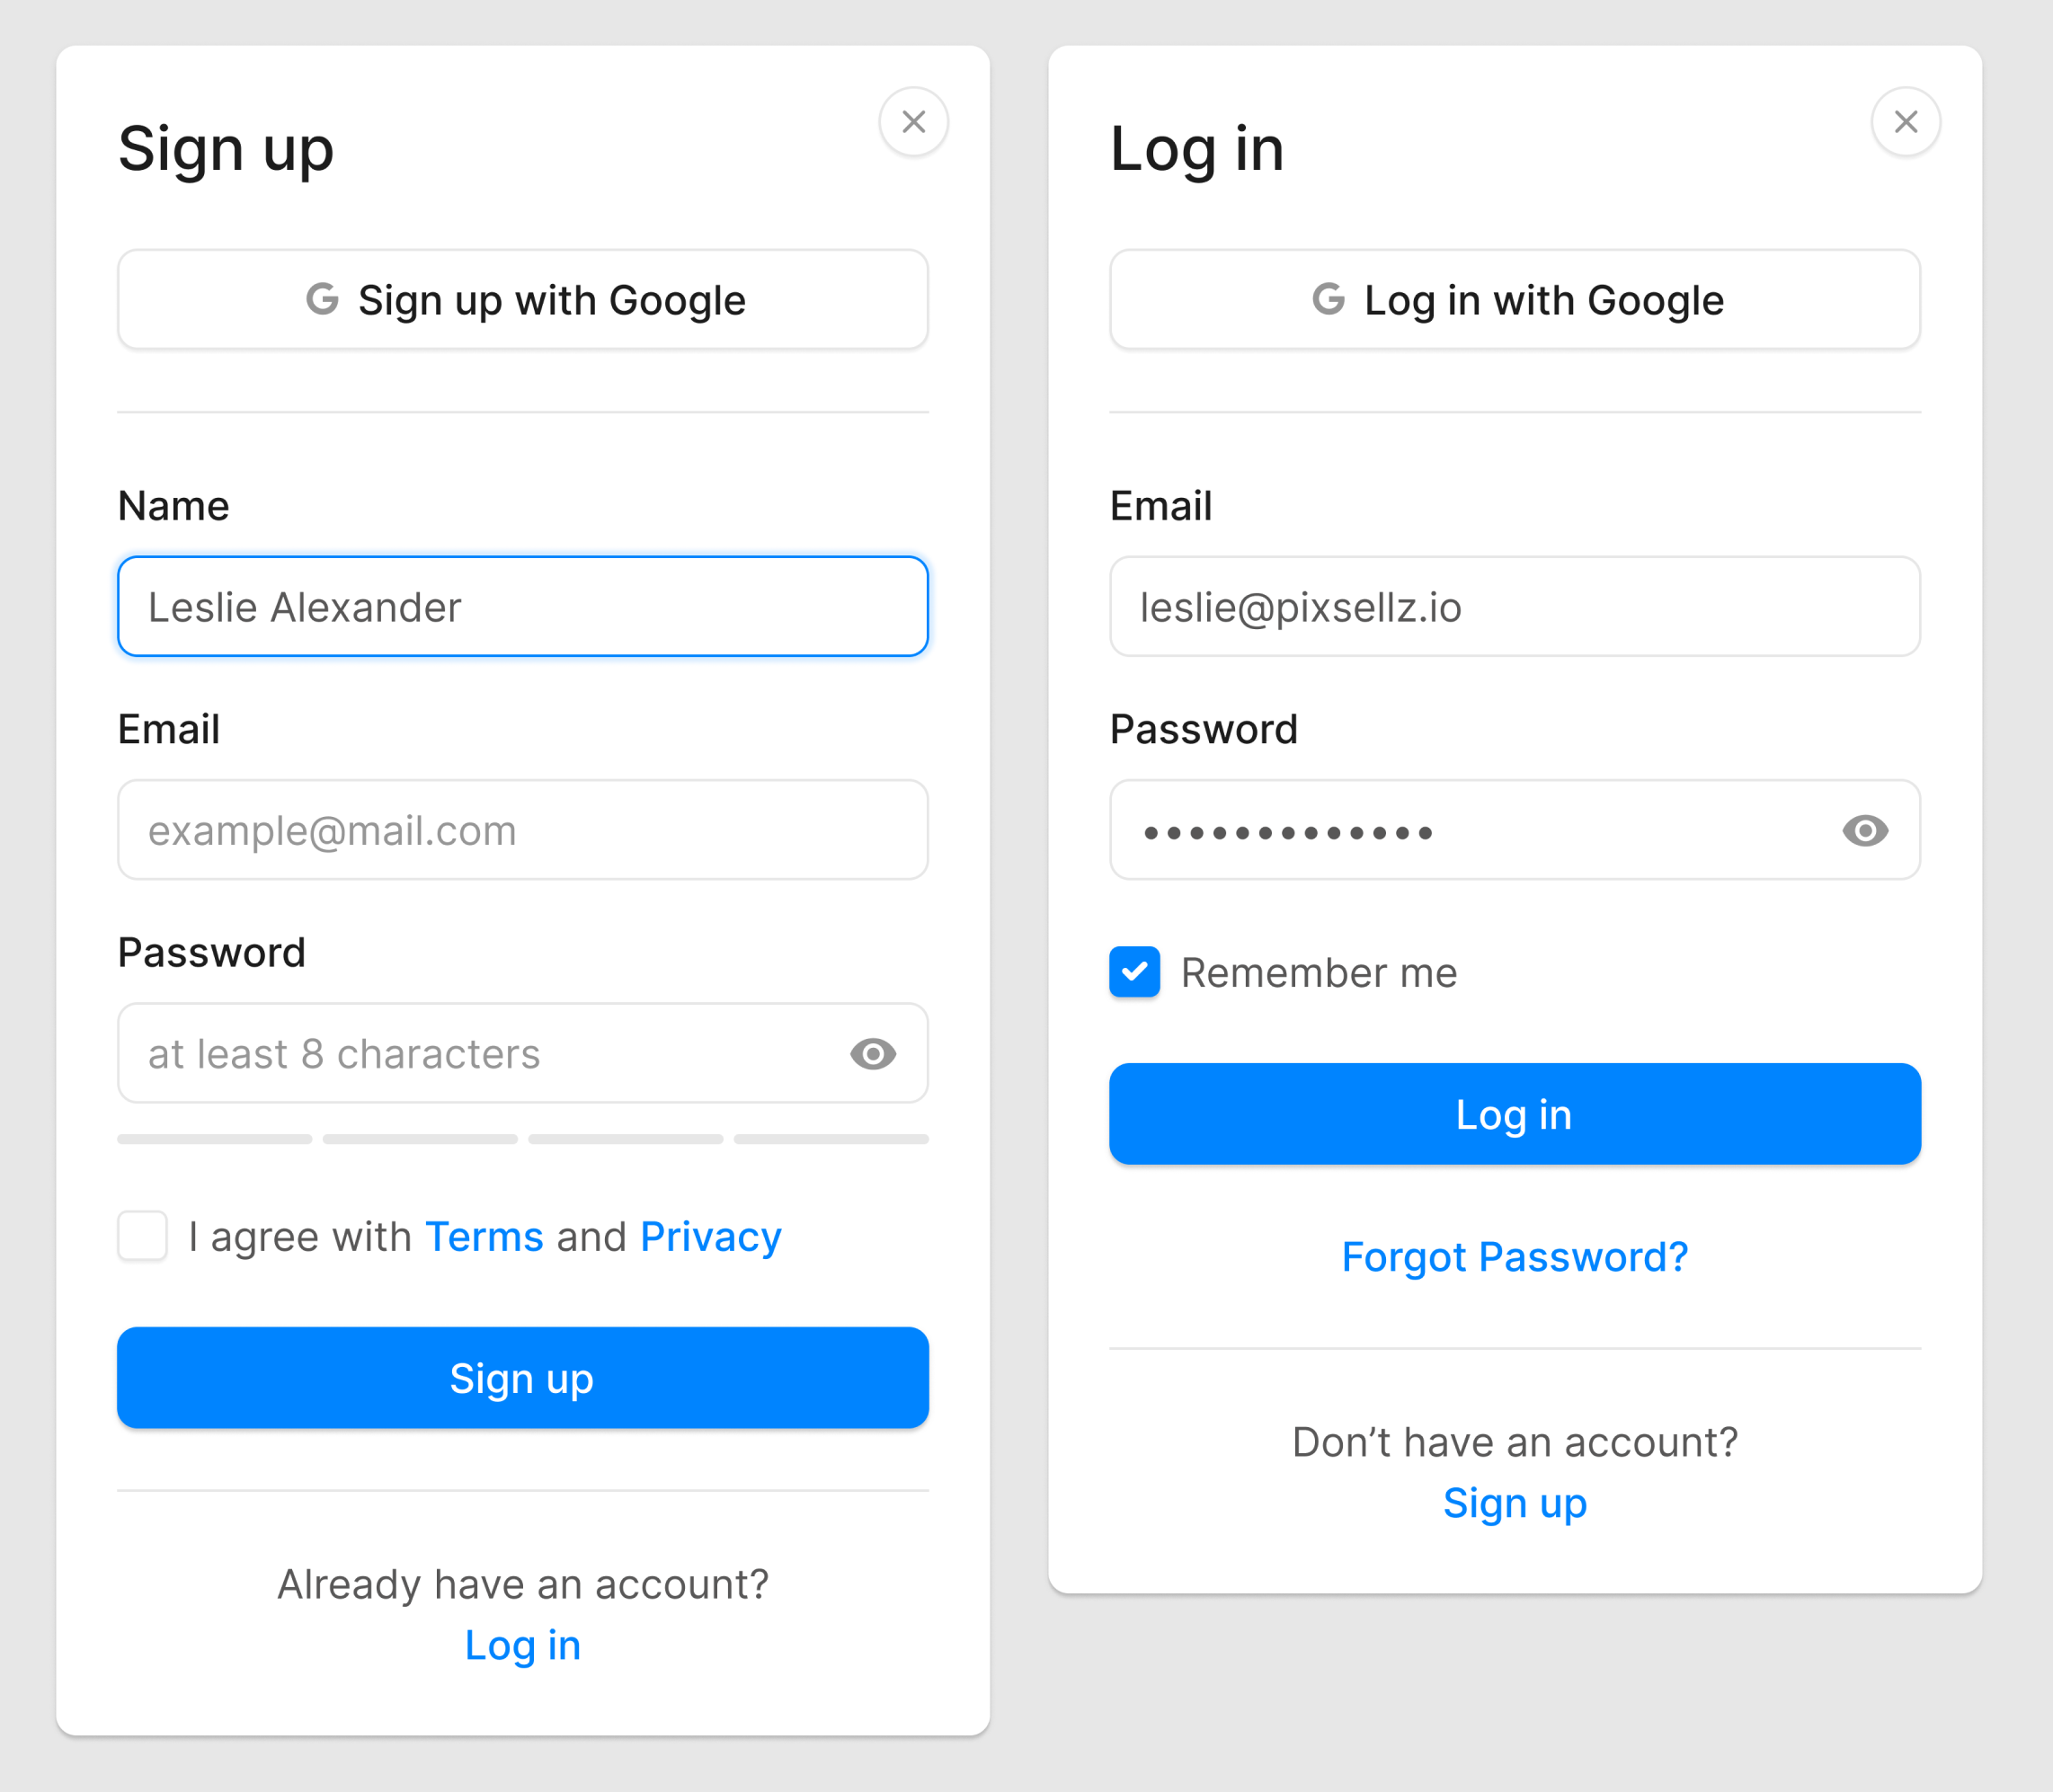 Sign up
Sign up with Google
Name
Leslie Alexander
Email
example@mail.com
Password
at least 8 characters
I agree with Terms and Privacy
Sign up
Already have an account?
Log in
Log in
Log in with Google
Email
leslie@pixsellz.io
Password
•••••••••••••
Remember me
Log in
Forgot Password?
Don’t have an account?
Sign up